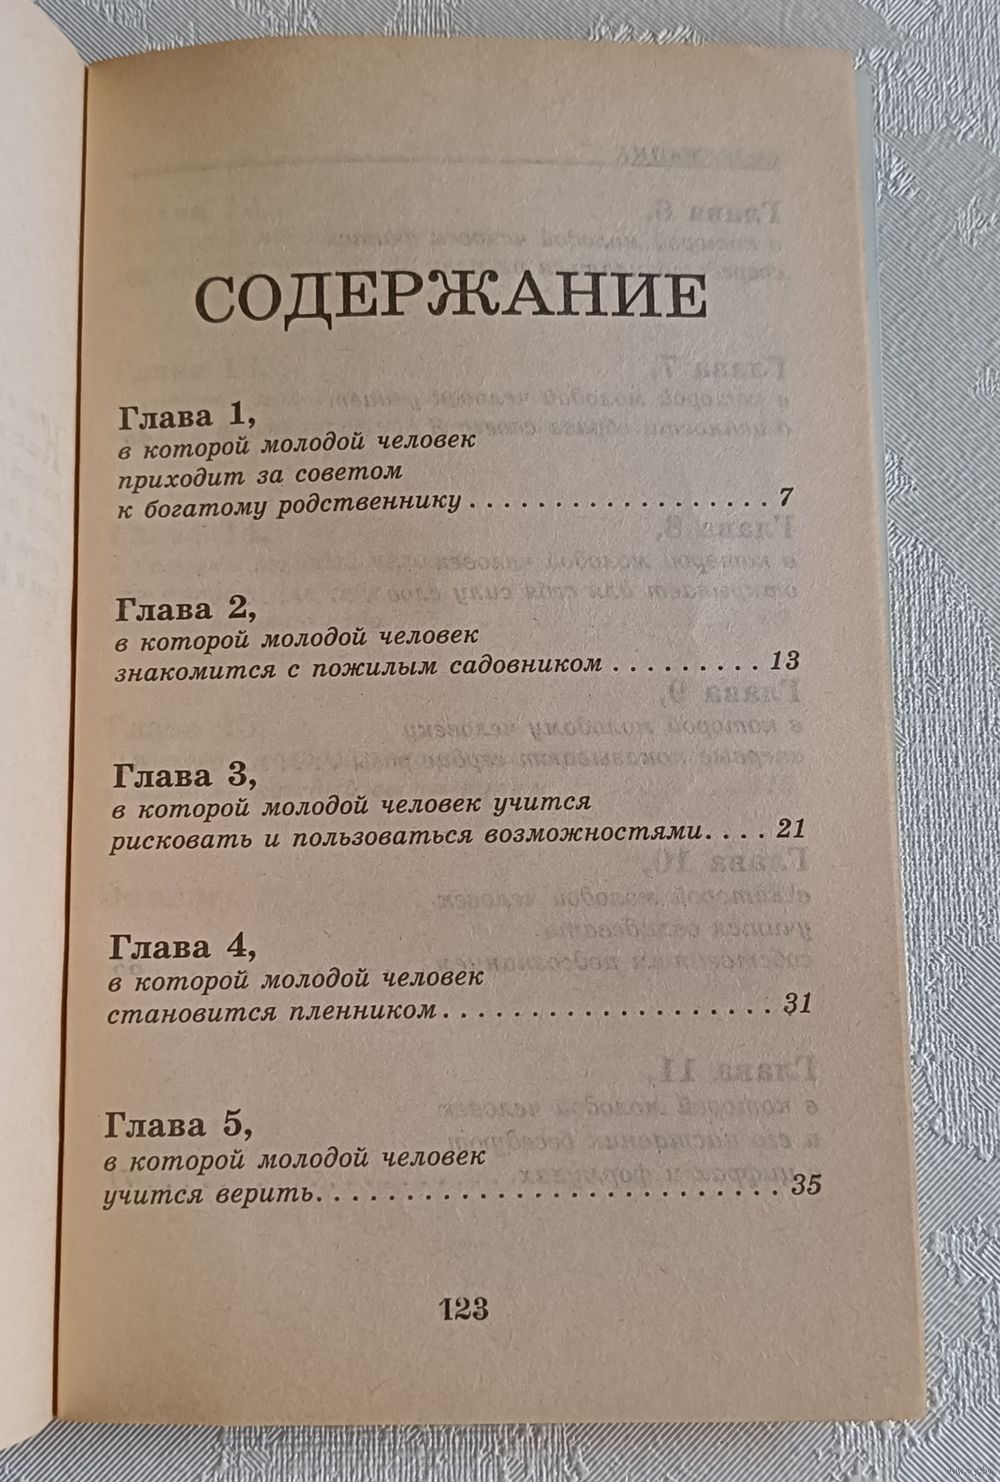 СОДЕРЖАНИЕ
Глава 1,
в которой молодой человек
приходит за советом
к богатому родственнику . . . . . . . . . . . . . . . . . . 7
Глава 2,
в которой молодой человек
знакомится с пожилым садовником . . . . . . . . . 13
Глава 3,
в которой молодой человек учится
рисковать и пользоваться возможностями. . . . 21
Глава 4,
в которой молодой человек
становится пленником . . . . . . . . . . . . . . . . . . . 31
Глава 5,
в которой молодой человек
учится верить. . . . . . . . . . . . . . . . . . . . . . . . . . . 35
123